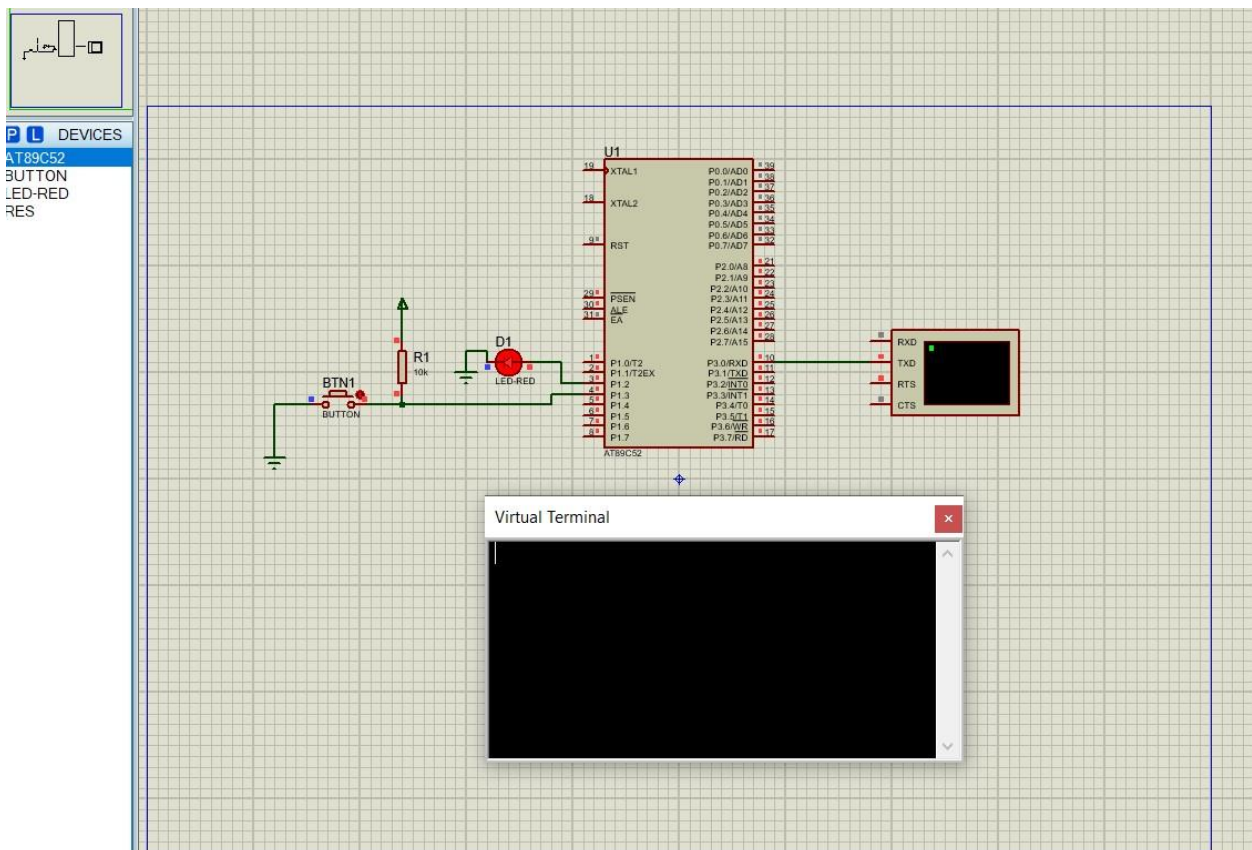 P L DEVICES
AT89C52
BUTTON
LED-RED
RES
U1
19
XTAL1
18
XTAL2
9
RST
29
PSEN
30
ALE
31
EA
1
P1.0/T2
2
P1.1/T2EX
3
P1.2
4
P1.3
5
P1.4
6
P1.5
7
P1.6
8
P1.7
P0.0/AD0
39
P0.1/AD1
38
P0.2/AD2
37
P0.3/AD3
36
P0.4/AD4
35
P0.5/AD5
34
P0.6/AD6
33
P0.7/AD7
32
P2.0/A8
21
P2.1/A9
22
P2.2/A10
23
P2.3/A11
24
P2.4/A12
25
P2.5/A13
26
P2.6/A14
27
P2.7/A15
28
P3.0/RXD
10
P3.1/TXD
11
P3.2/INT0
12
P3.3/INT1
13
P3.4/T0
14
P3.5/T1
15
P3.6/WR
16
P3.7/RD
17
AT89C52
D1
LED-RED
R1
10k
BTN1
BUTTON
RXD
TXD
RTS
CTS
Virtual Terminal